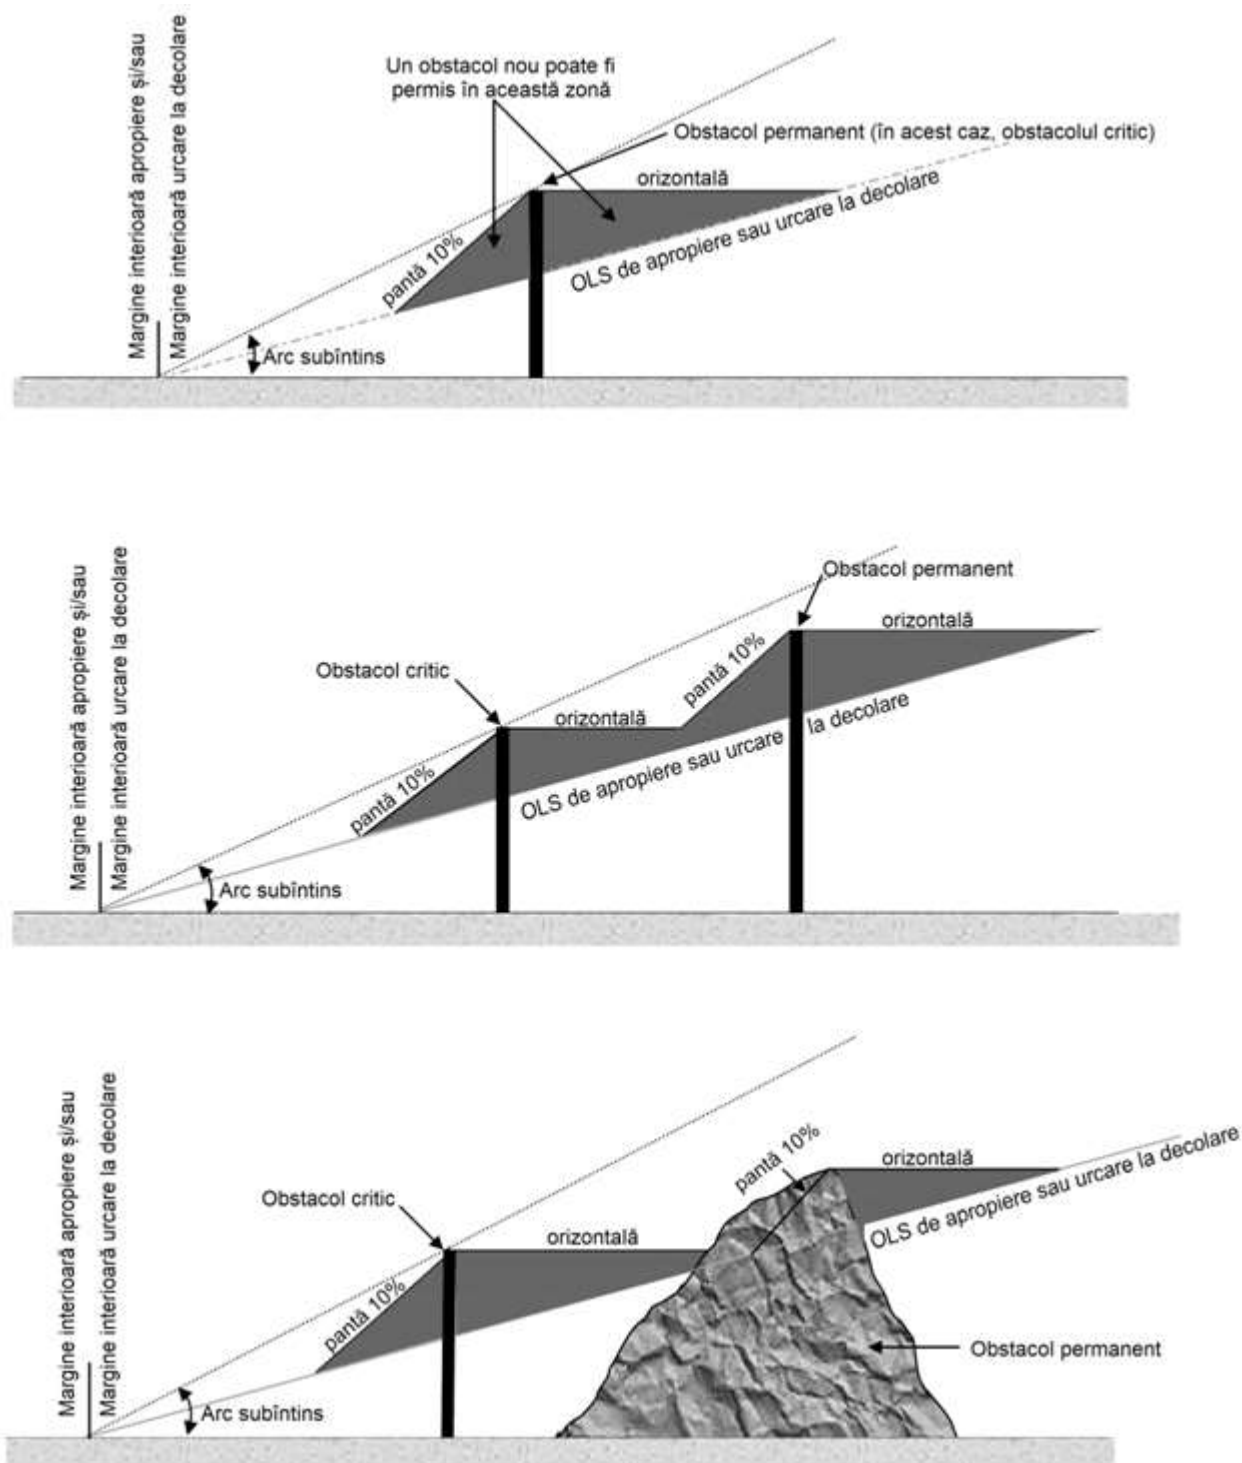 Margine interioară apropiere și/sau
Margine interioară urcare la decolare
Un obstacol nou poate fi
permis în această zonă
Obstacol permanent (în acest caz, obstacolul critic)
orizontală
pantă 10%
OLS de apropiere sau urcare la decolare
Arc subîntins
Margine interioară apropiere și/sau
Margine interioară urcare la decolare
Obstacol permanent
orizontală
pantă 10%
Obstacol critic
orizontală
pantă 10%
OLS de apropiere sau urcare la decolare
Arc subîntins
Margine interioară apropiere și/sau
Margine interioară urcare la decolare
pantă 10%
orizontală
OLS de apropiere sau urcare la decolare
Obstacol critic
orizontală
pantă 10%
Obstacol permanent
Arc subîntins